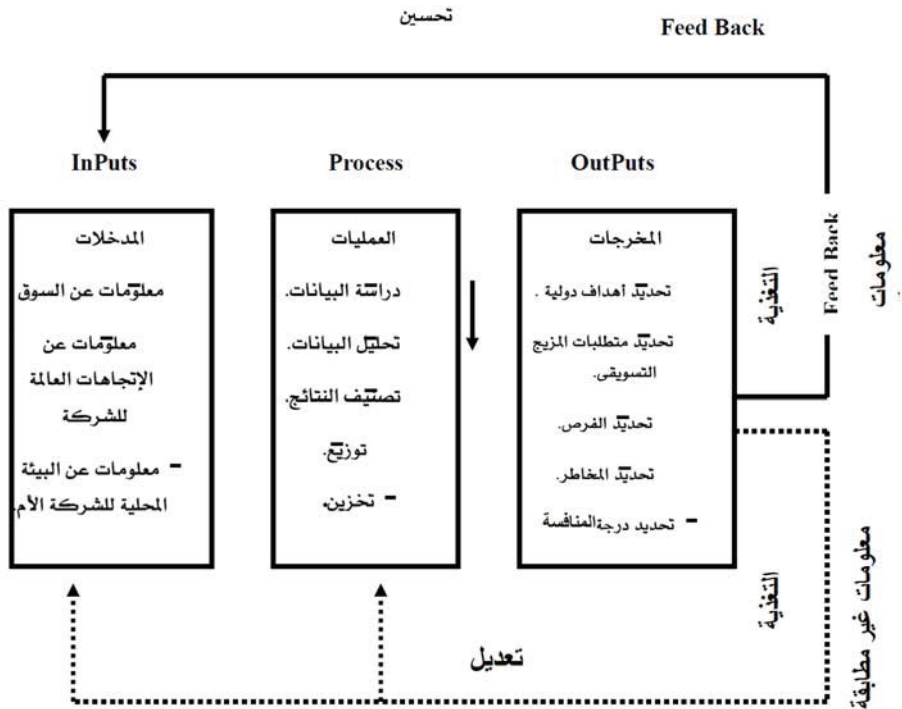 تحسين
Feed Back
InPuts
Process
OutPuts
المدخلات
معلومات عن السوق
معلومات عن
الإتجاهات العالمة
للشركة
- معلومات عن البيئة
المحلية للشركة الأم.
العمليات
دراسة البيانات.
تحليل البيانات.
تصنيف النتائج.
توزيع.
- تخزين.
المخرجات
تحديد أهداف دولية .
تحديد متطلبات المزيج
التسويقى.
تحديد الفرص.
تحديد المخاطر.
- تحديد درجة المنافسة
التغذية
Feed Back
معلومات
التغذية
معلومات غير مطابقة
تعديل